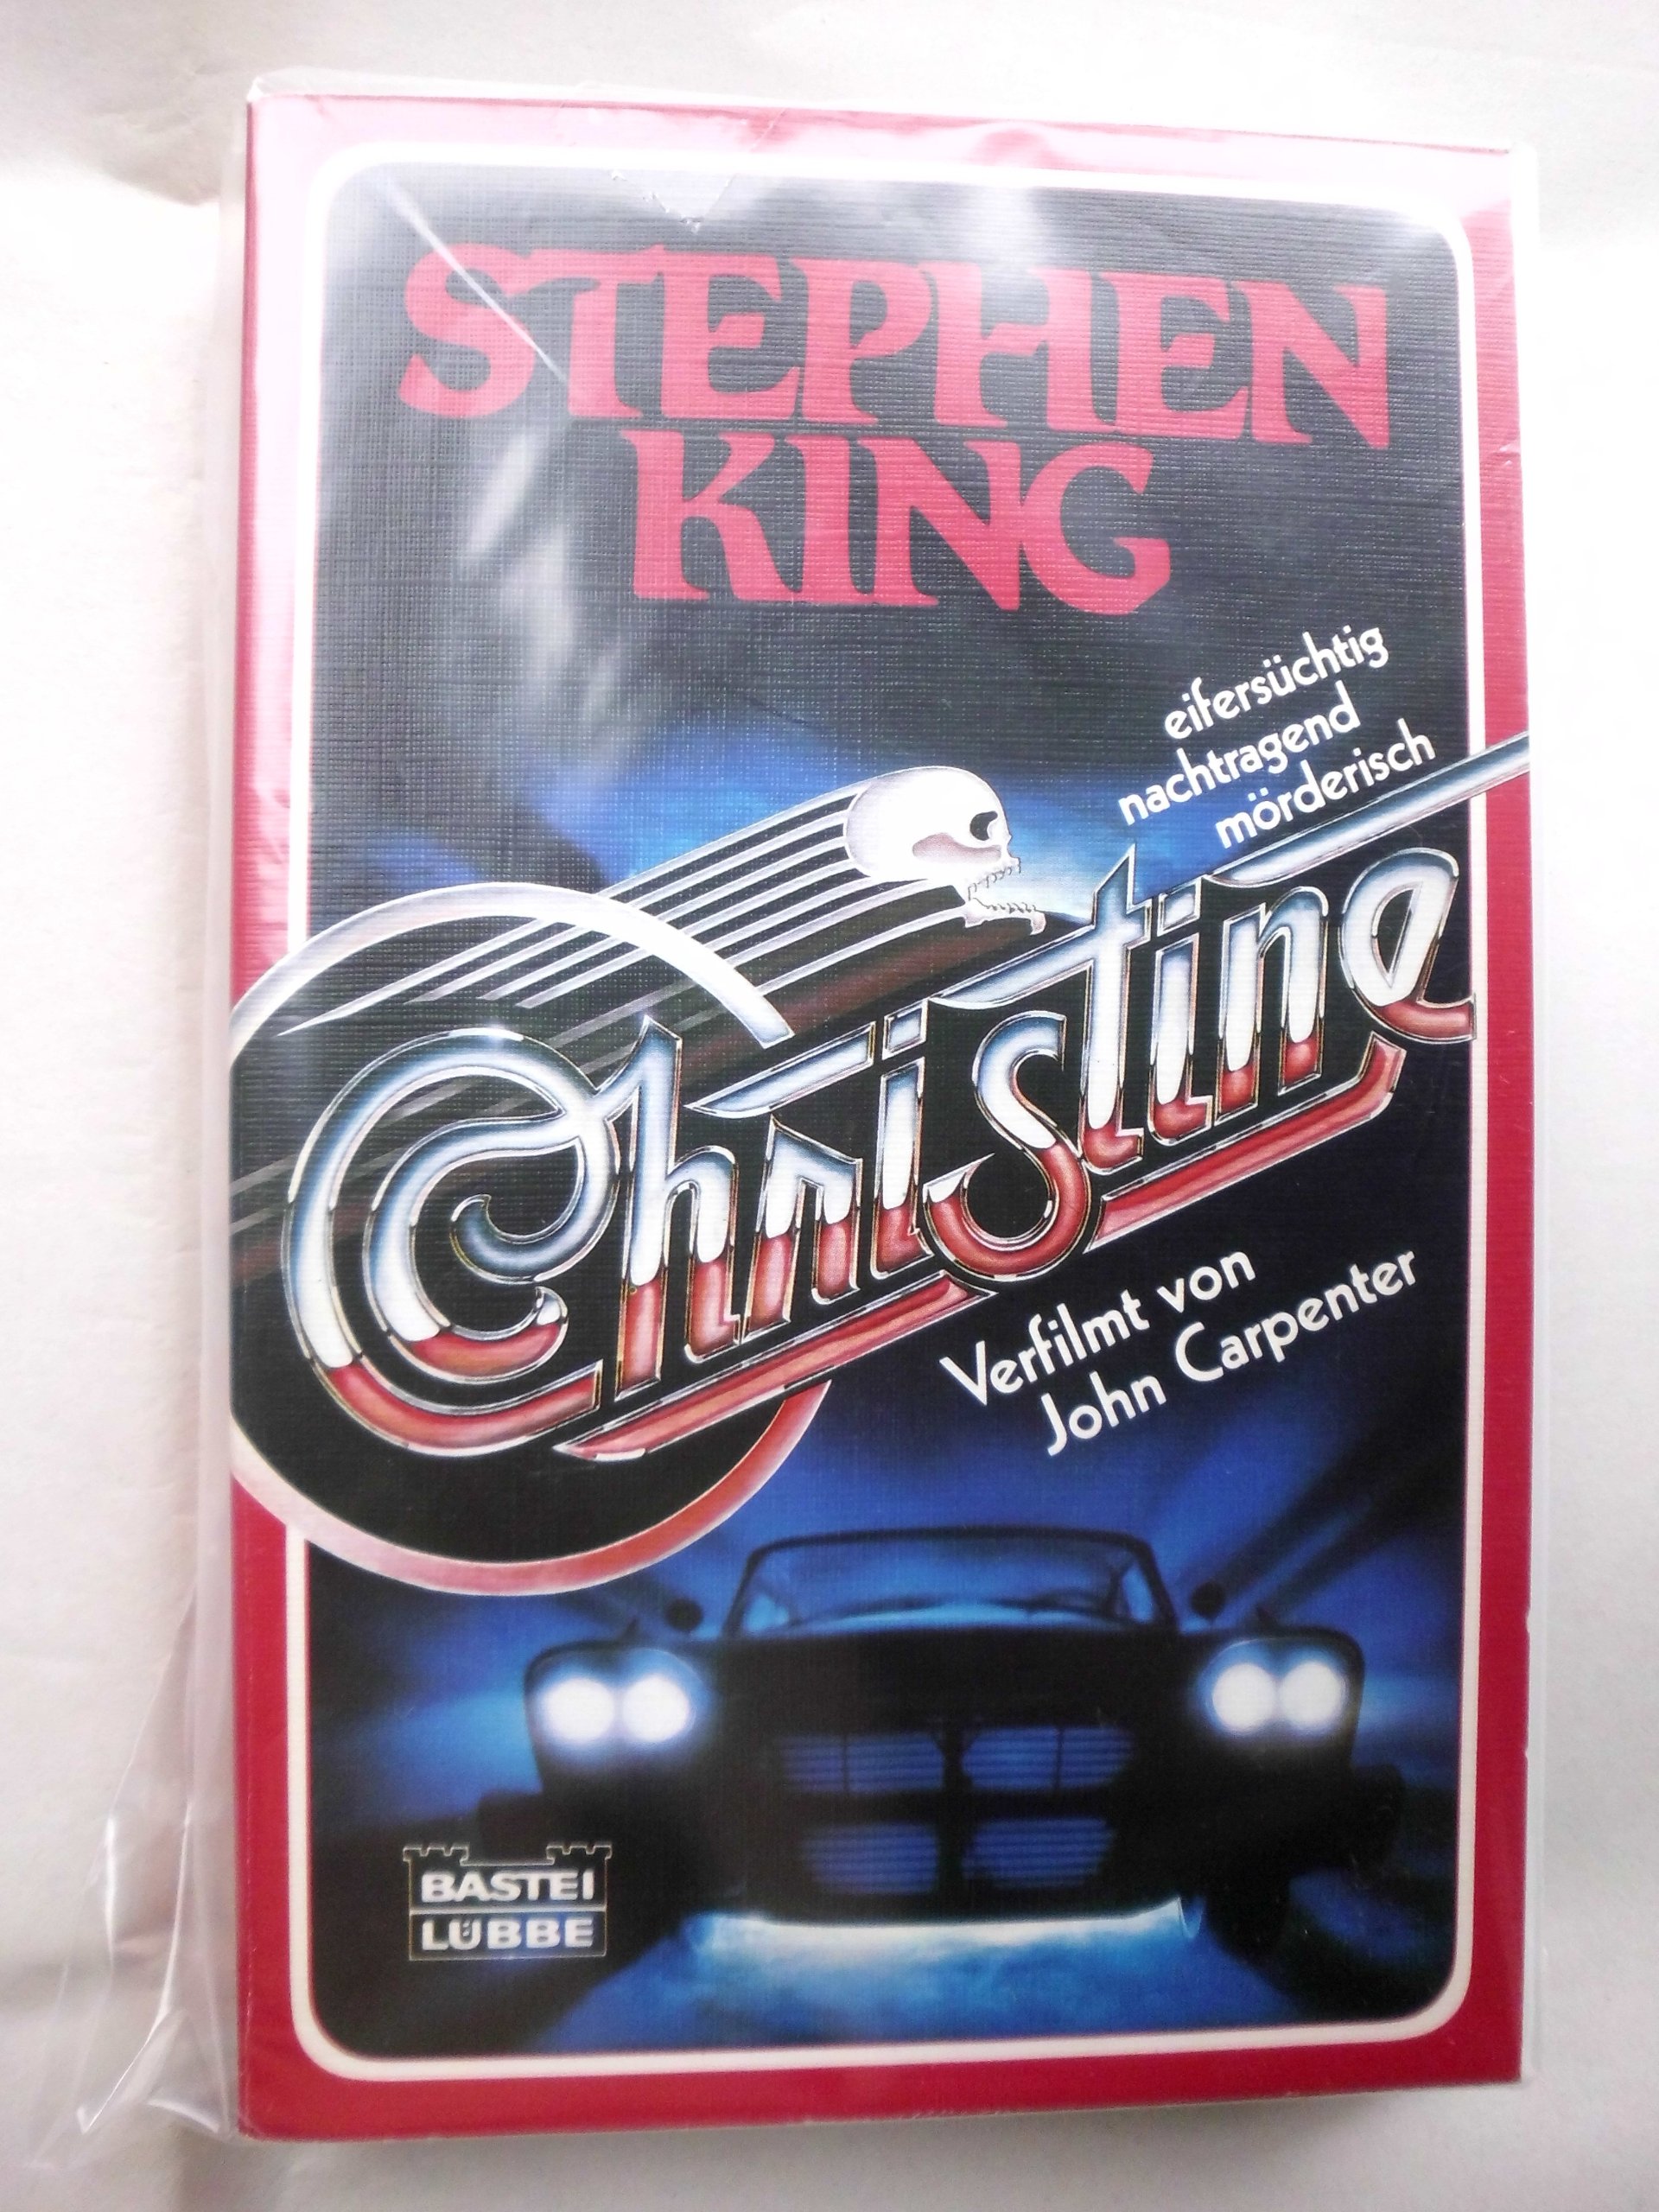 STEPHEN
KING
eifersüchtig
nachtragend
mörderisch
Christine
Verfilmt von
John Carpenter
BASTEI
LÜBBE